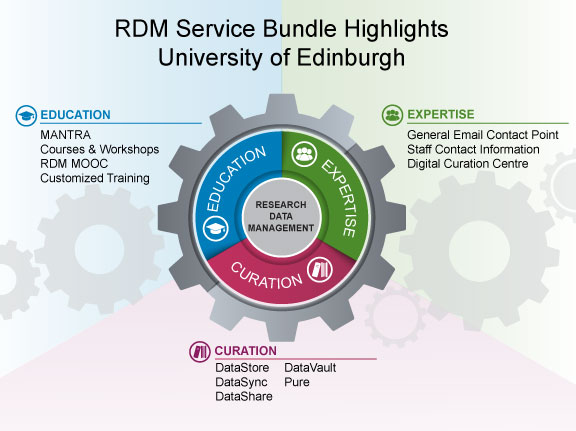 RDM Service Bundle Highlights
University of Edinburgh
EDUCATION
MANTRA
Courses & Workshops
RDM MOOC
Customized Training
EXPERTISE
General Email Contact Point
Staff Contact Information
Digital Curation Centre
EDUCATION
EXPERTISE
RESEARCH
DATA
MANAGEMENT
CURATION
CURATION
DataStore DataVault
DataSync Pure
DataShare